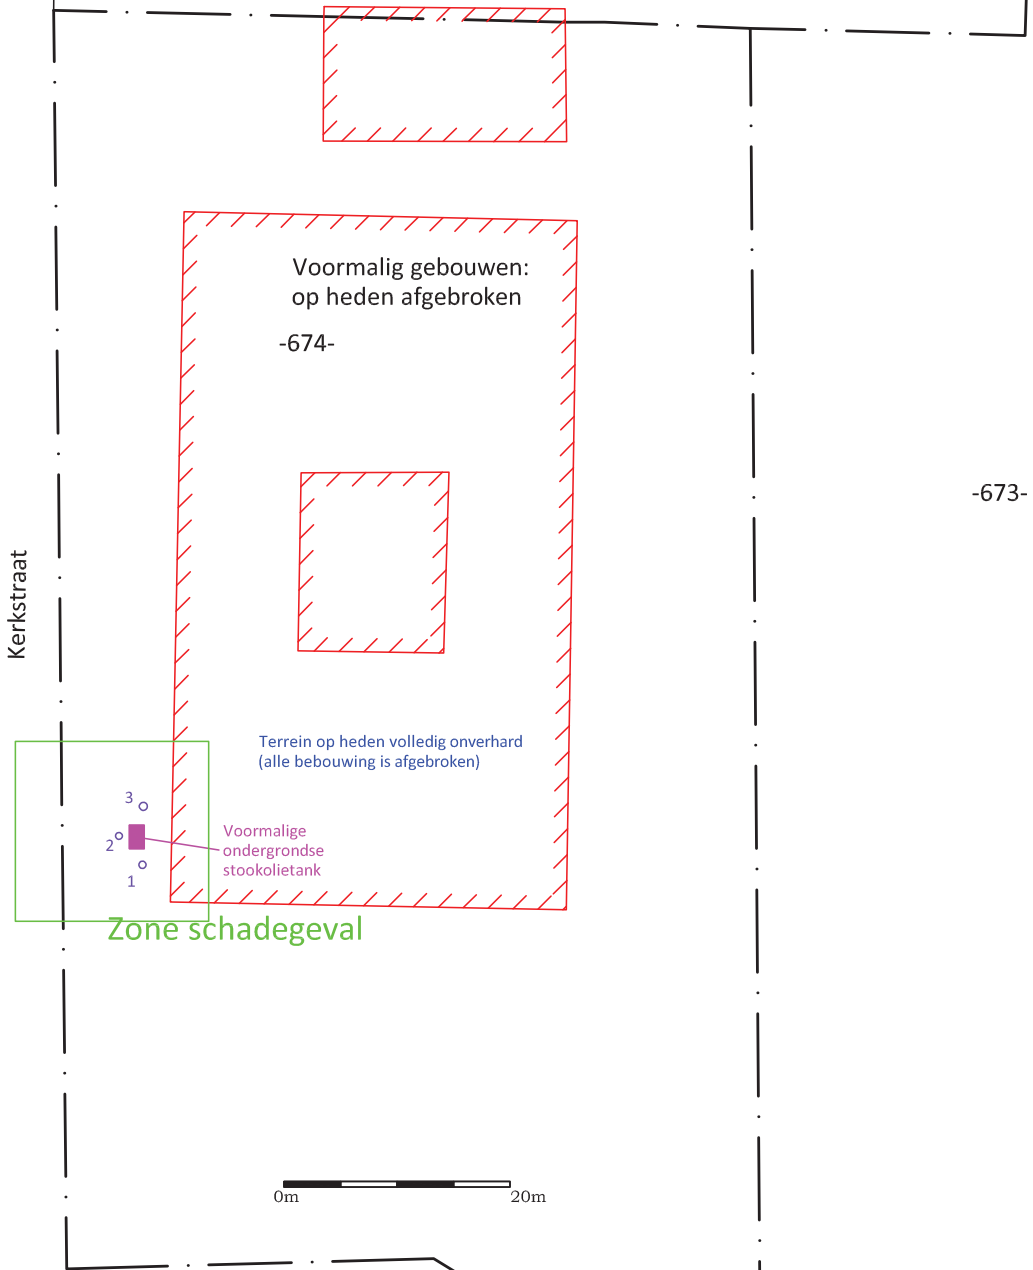 Voormalig gebouwen:
op heden afgebroken
-674-
-673-
Kerkstraat
Terrein op heden volledig onverhard
(alle bebouwing is afgebroken)
3
2
1
Voormalige
ondergrondse
stookolietank
Zone schadegeval
0m 20m